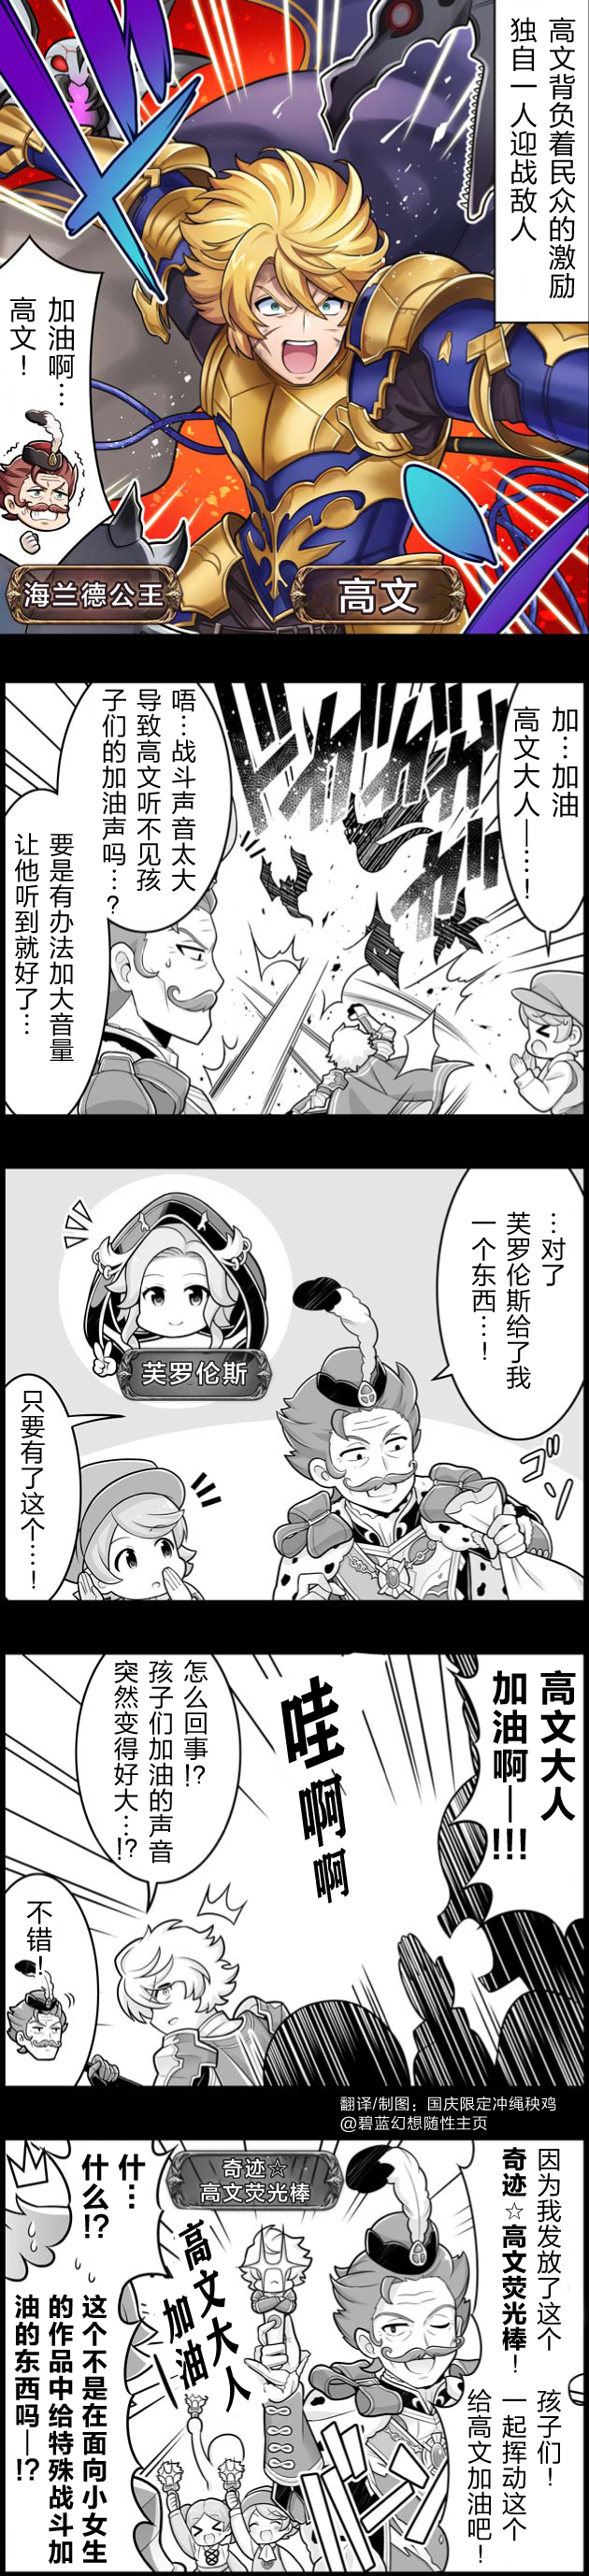 高文背负着民众的激励
独自一人迎战敌人
加油啊…
高文！
海兰德公王
高文
加…加油
高文大人—…！
唔…战斗声音太大
导致高文听不见孩
子们的加油声吗…？
要是有办法加大音量
让他听到就好了…
…对了
芙罗伦斯给了我
一个东西…！
芙罗伦斯
ゴソ
只要有了这个…！
高文大人
加油啊—!!!
哇啊啊
怎么回事!?
孩子们加油的声音
突然变得好大…!?
不错！
翻译/制图：国庆限定冲绳秧鸡
@碧蓝幻想随性主页
因为我发放了这个
奇迹☆高文荧光棒！
孩子们！
一起挥动这个
给高文加油吧！
奇迹☆
高文荧光棒
高文大人
加油—
バーン
什…
什么!?
这个不是在面向小女生
的作品中给特殊战斗加
油的东西吗—!?